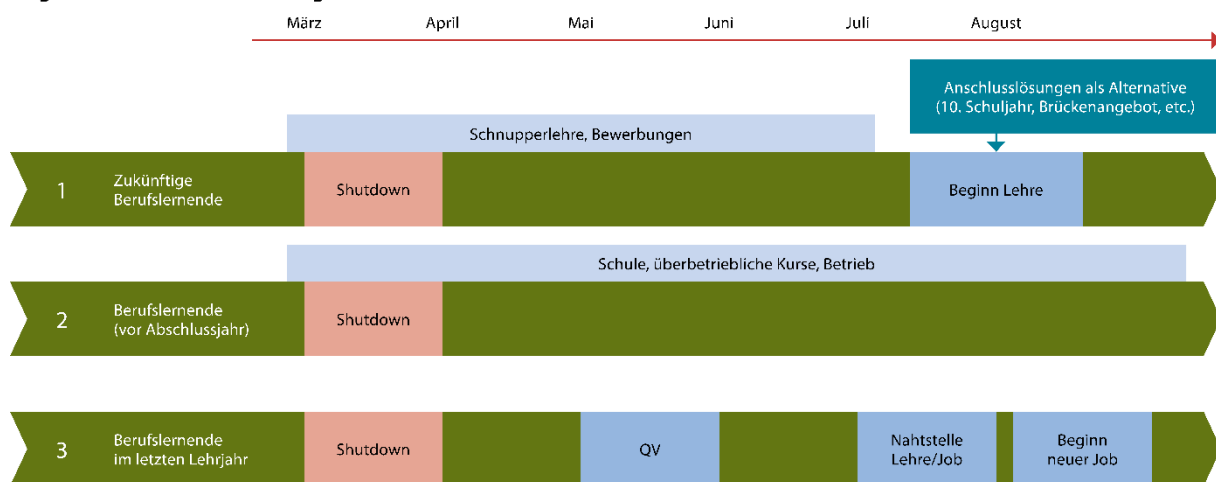 März April Mai Juni Juli August
Anschlusslösungen als Alternative
(10. Schuljahr, Brückenangebot, etc.)
Schnupperlehre, Bewerbungen
1 Zukünftige
Berufslernende
Shutdown
Beginn Lehre
Schule, überbetriebliche Kurse, Betrieb
2 Berufslernende
(vor Abschlussjahr)
Shutdown
3 Berufslernende
im letzten Lehrjahr
Shutdown
QV
Nahtstelle
Lehre/Job
Beginn
neuer Job